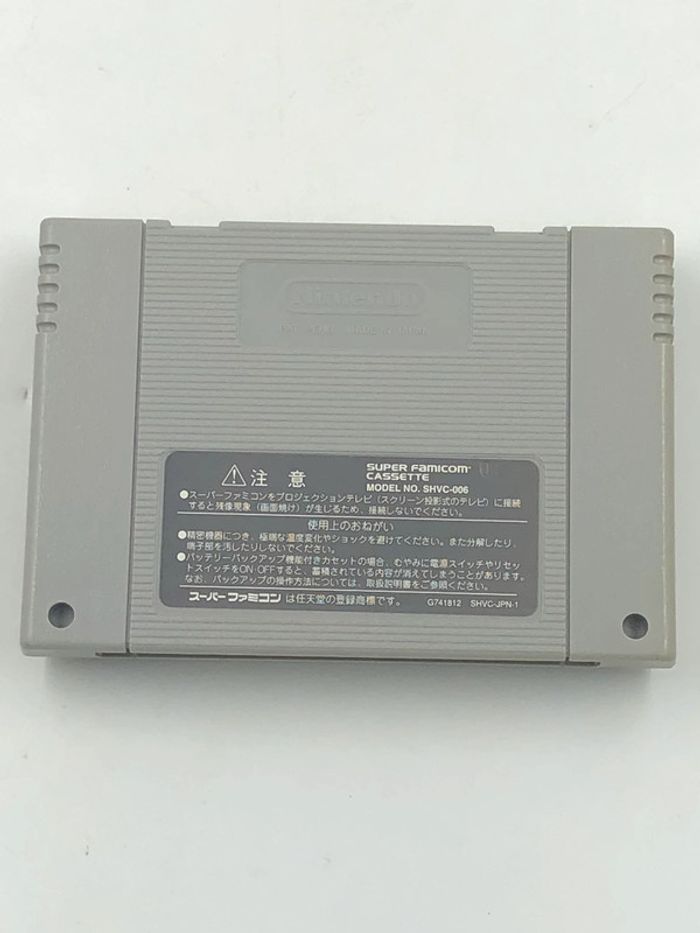 Nintendo
PAT. PEND. MADE IN JAPAN
⚠注意
SUPER FAMICOM
CASSETTE
MODEL NO. SHVC-006
●スーパーファミコンをプロジェクションテレビ（スクリーン投影式のテレビ）に接続
すると残像現象（画面焼け）が生じるため、接続しないでください。
使用上のおねがい
●精密機器につき、極端な温度変化やショックを避けてください。また分解したり、
端子部を汚したりしないでください。
●バッテリーバックアップ機能付きカセットの場合、むやみに電源スイッチやリセッ
トスイッチをON・OFFすると、蓄積されている内容が消えてしまうことがあります。
なお、バックアップの操作方法については、取扱説明書をご参照ください。
スーパーファミコンは任天堂の登録商標です。 G741812 SHVC-JPN-1